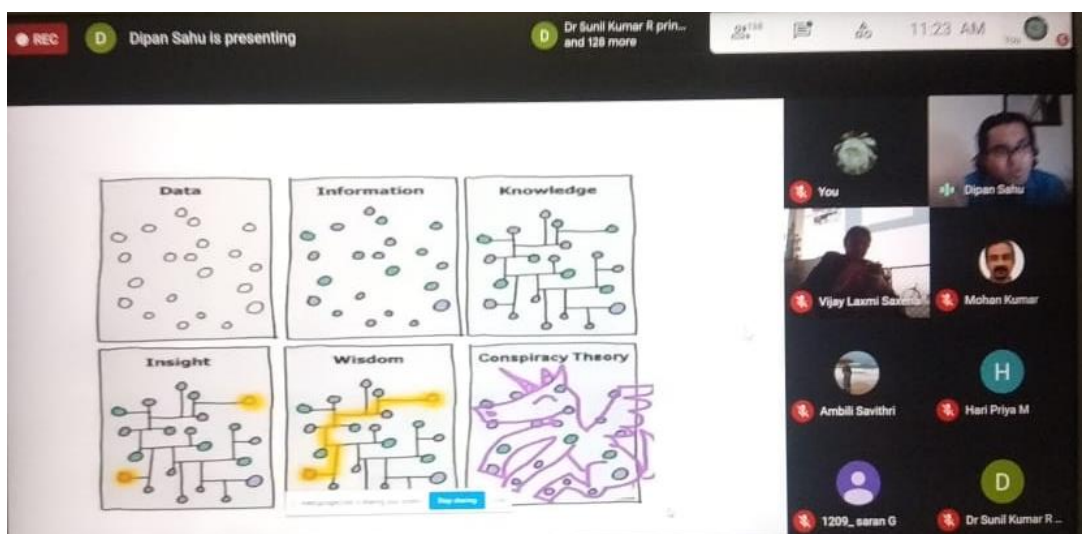 REC
D
Dipan Sahu is presenting
D
Dr Sunil Kumar R prin...
and 128 more
11:23 AM
You
Data
Information
Knowledge
Insight
Wisdom
Conspiracy Theory
Stop sharing
You
Dipan Sahu
Vijay Laxmi Saxena
Mohan Kumar
Ambili Savithri
H
Hari Priya M
1209_saran G
D
Dr Sunil Kumar R ...